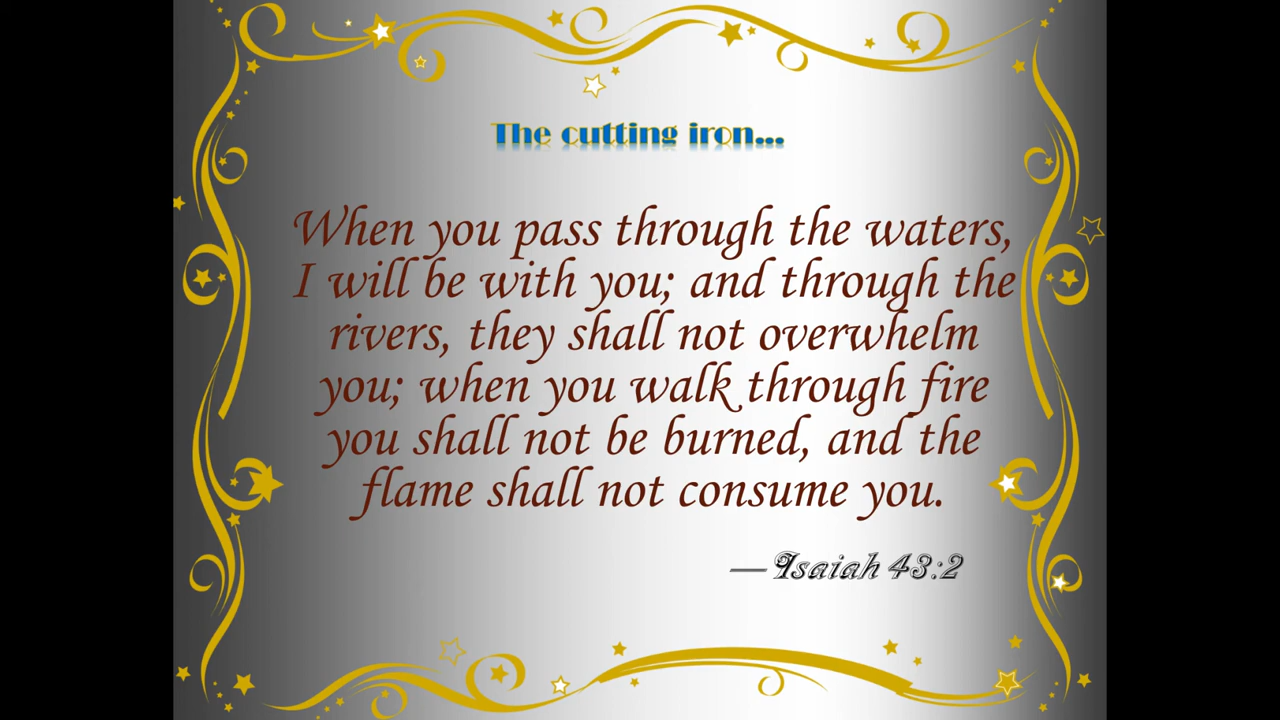 The cutting iron...
When you pass through the waters,
I will be with you; and through the
rivers, they shall not overwhelm
you; when you walk through fire
you shall not be burned, and the
flame shall not consume you.
—Isaiah 43:2